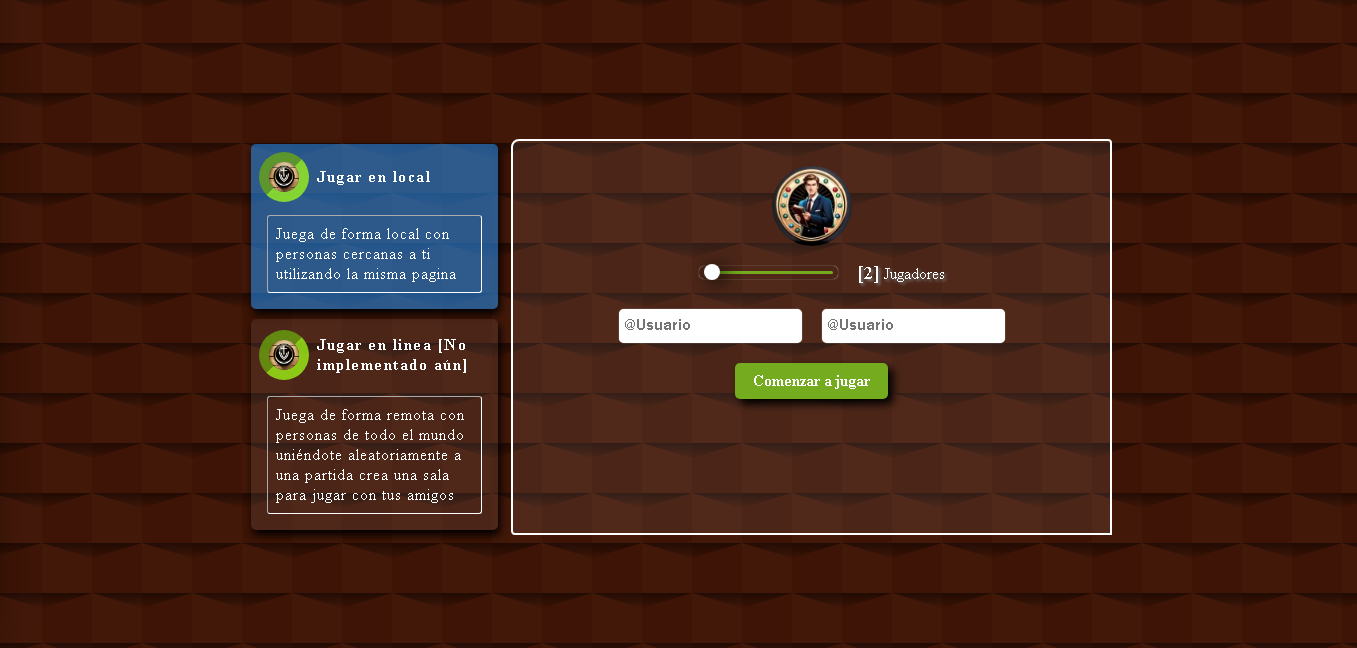 Jugar en local
Juega de forma local con
personas cercanas a ti
utilizando la misma pagina
Jugar en linea [No
implementado aún]
Juega de forma remota con
personas de todo el mundo
uniéndote aleatoriamente a
una partida crea una sala
para jugar con tus amigos
[2] Jugadores
@Usuario @Usuario
Comenzar a jugar